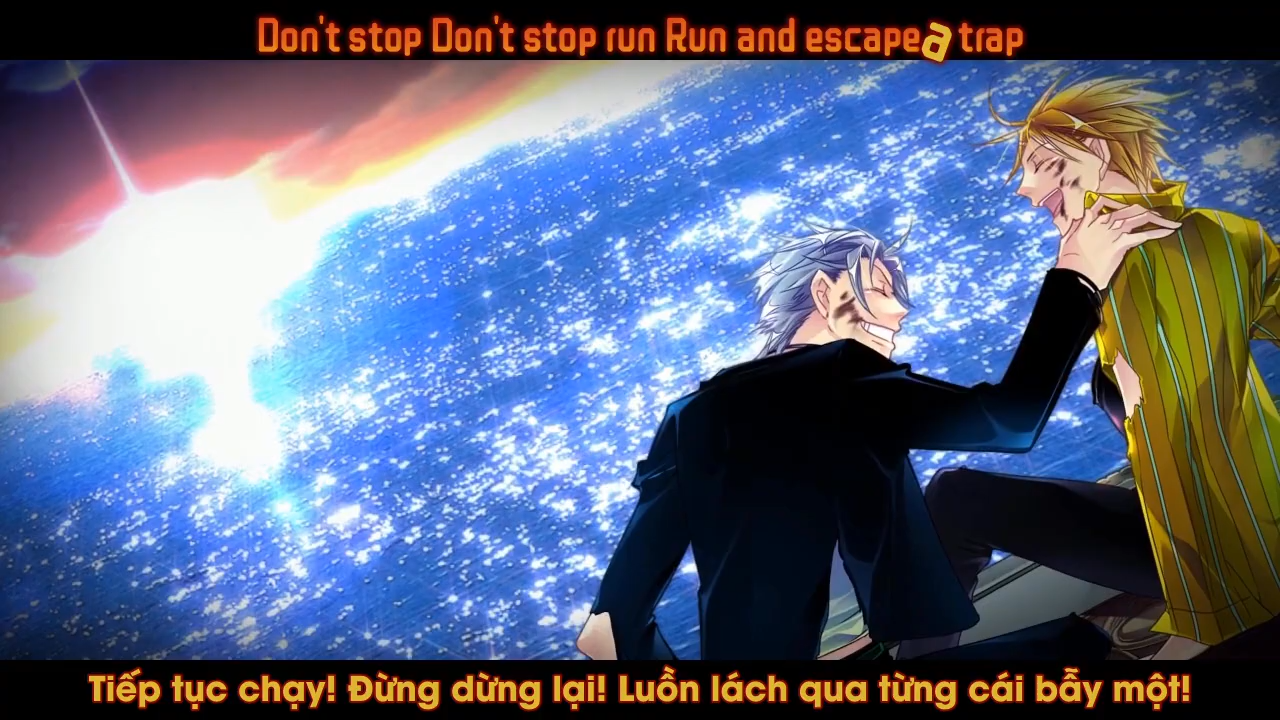 Don't stop Don't stop run Run and escape a trap
Tiếp tục chạy! Đừng dừng lại! Luồn lách qua từng cái bẫy một!